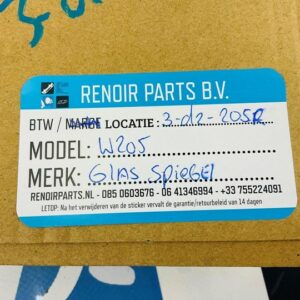 RENOIR PARTS B.V.
BTW / MARGE LOCATIE : 3-d2-205R
MODEL: W205
MERK: GLAS SPIEGEL
RENOIRPARTS.NL - 085 0603676 - 06 41346994 - +33 755224091
LETOP: Na het verwijderen van de sticker vervalt de garantie/retourbeleid van 14 dagen